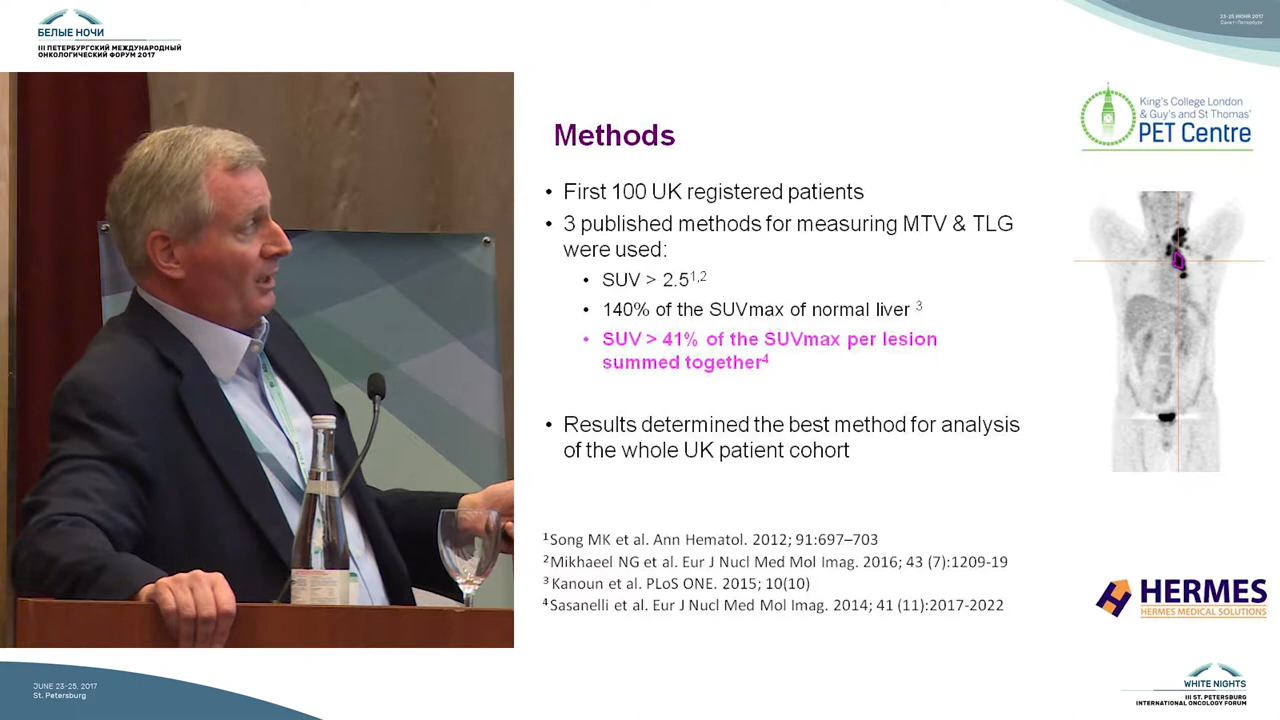 БЕЛЫЕ НОЧИ
III ПЕТЕРБУРГСКИЙ МЕЖДУНАРОДНЫЙ
ОНКОЛОГИЧЕСКИЙ ФОРУМ 2017
23-25 ИЮНЯ 2017
Санкт-Петербург
King's College London
& Guy's and St Thomas'
PET Centre
Methods
• First 100 UK registered patients
• 3 published methods for measuring MTV & TLG
were used:
• SUV > 2.5¹,²
• 140% of the SUVmax of normal liver ³
• SUV > 41% of the SUVmax per lesion
summed together⁴
• Results determined the best method for analysis
of the whole UK patient cohort
¹Song MK et al. Ann Hematol. 2012; 91:697–703
²Mikhaeel NG et al. Eur J Nucl Med Mol Imag. 2016; 43 (7):1209-19
³ Kanoun et al. PLoS ONE. 2015; 10(10)
⁴Sasanelli et al. Eur J Nucl Med Mol Imag. 2014; 41 (11):2017-2022
HERMES
HERMES MEDICAL SOLUTIONS
JUNE 23-25, 2017
St. Petersburg
WHITE NIGHTS
III ST. PETERSBURG
INTERNATIONAL ONCOLOGY FORUM